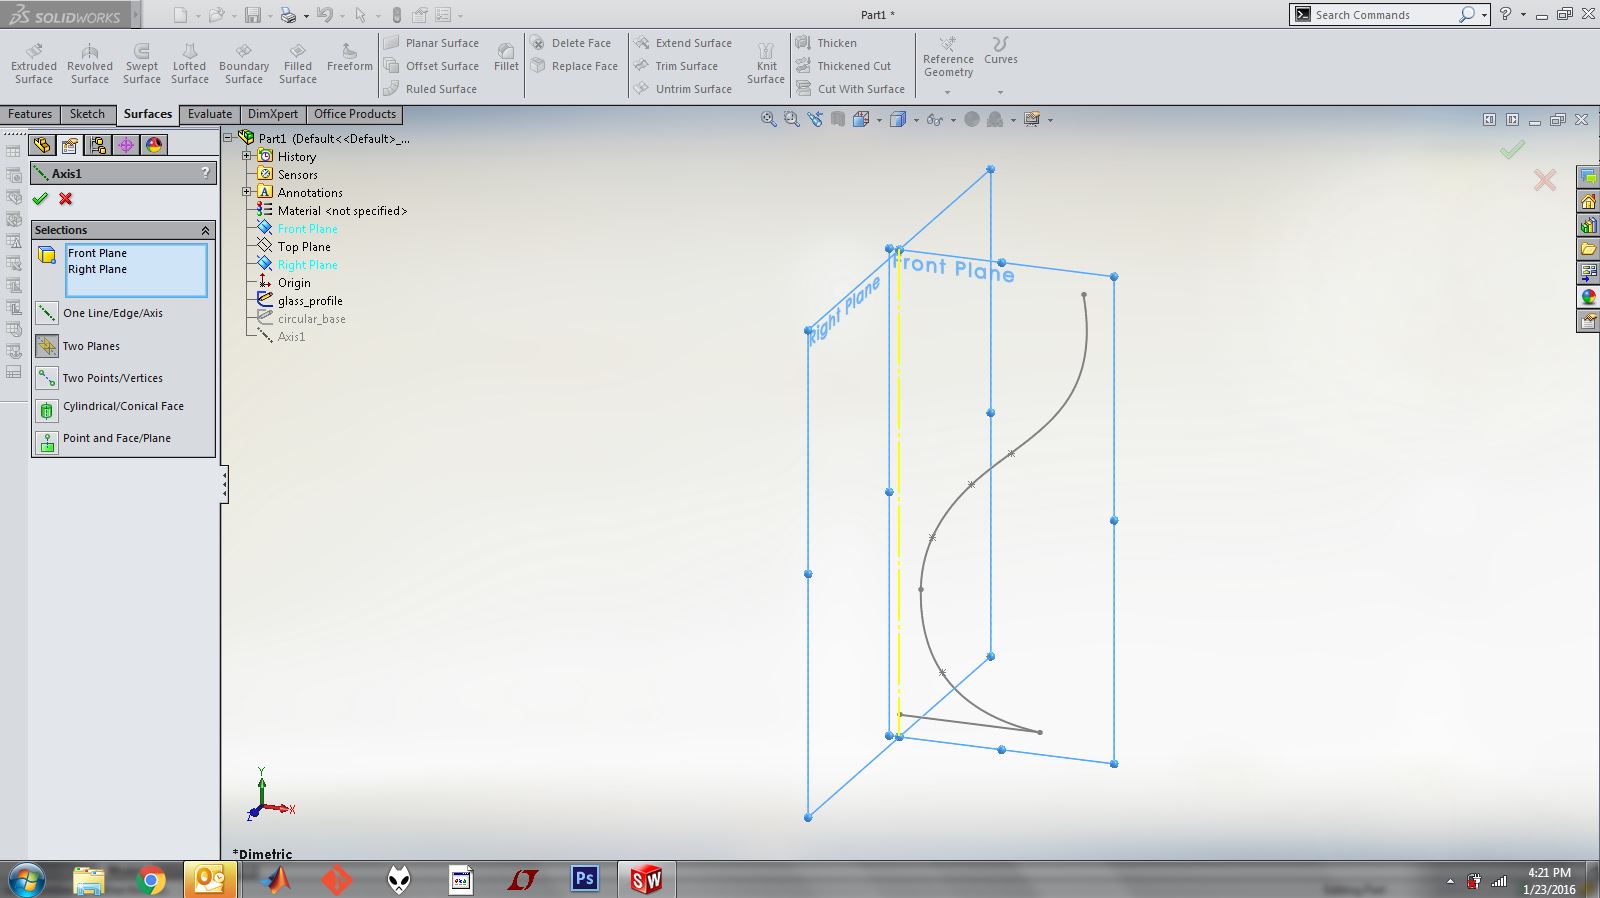 SOLIDWORKS
Part1 *
Search Commands
?
Extruded Surface
Revolved Surface
Swept Surface
Lofted Surface
Boundary Surface
Filled Surface
Freeform
Planar Surface
Offset Surface
Ruled Surface
Fillet
Delete Face
Replace Face
Extend Surface
Trim Surface
Untrim Surface
Knit Surface
Thicken
Thickened Cut
Cut With Surface
Reference Geometry
Curves
Features
Sketch
Surfaces
Evaluate
DimXpert
Office Products
Axis1
?
Selections
Front Plane
Right Plane
One Line/Edge/Axis
Two Planes
Two Points/Vertices
Cylindrical/Conical Face
Point and Face/Plane
Part1 (Default<<Default>_...
History
Sensors
A Annotations
Material <not specified>
Front Plane
Top Plane
Right Plane
Origin
glass_profile
circular_base
Axis1
Front Plane
Right Plane
Y
X
Z
*Dimetric
Ps
SW
4:21 PM
1/23/2016